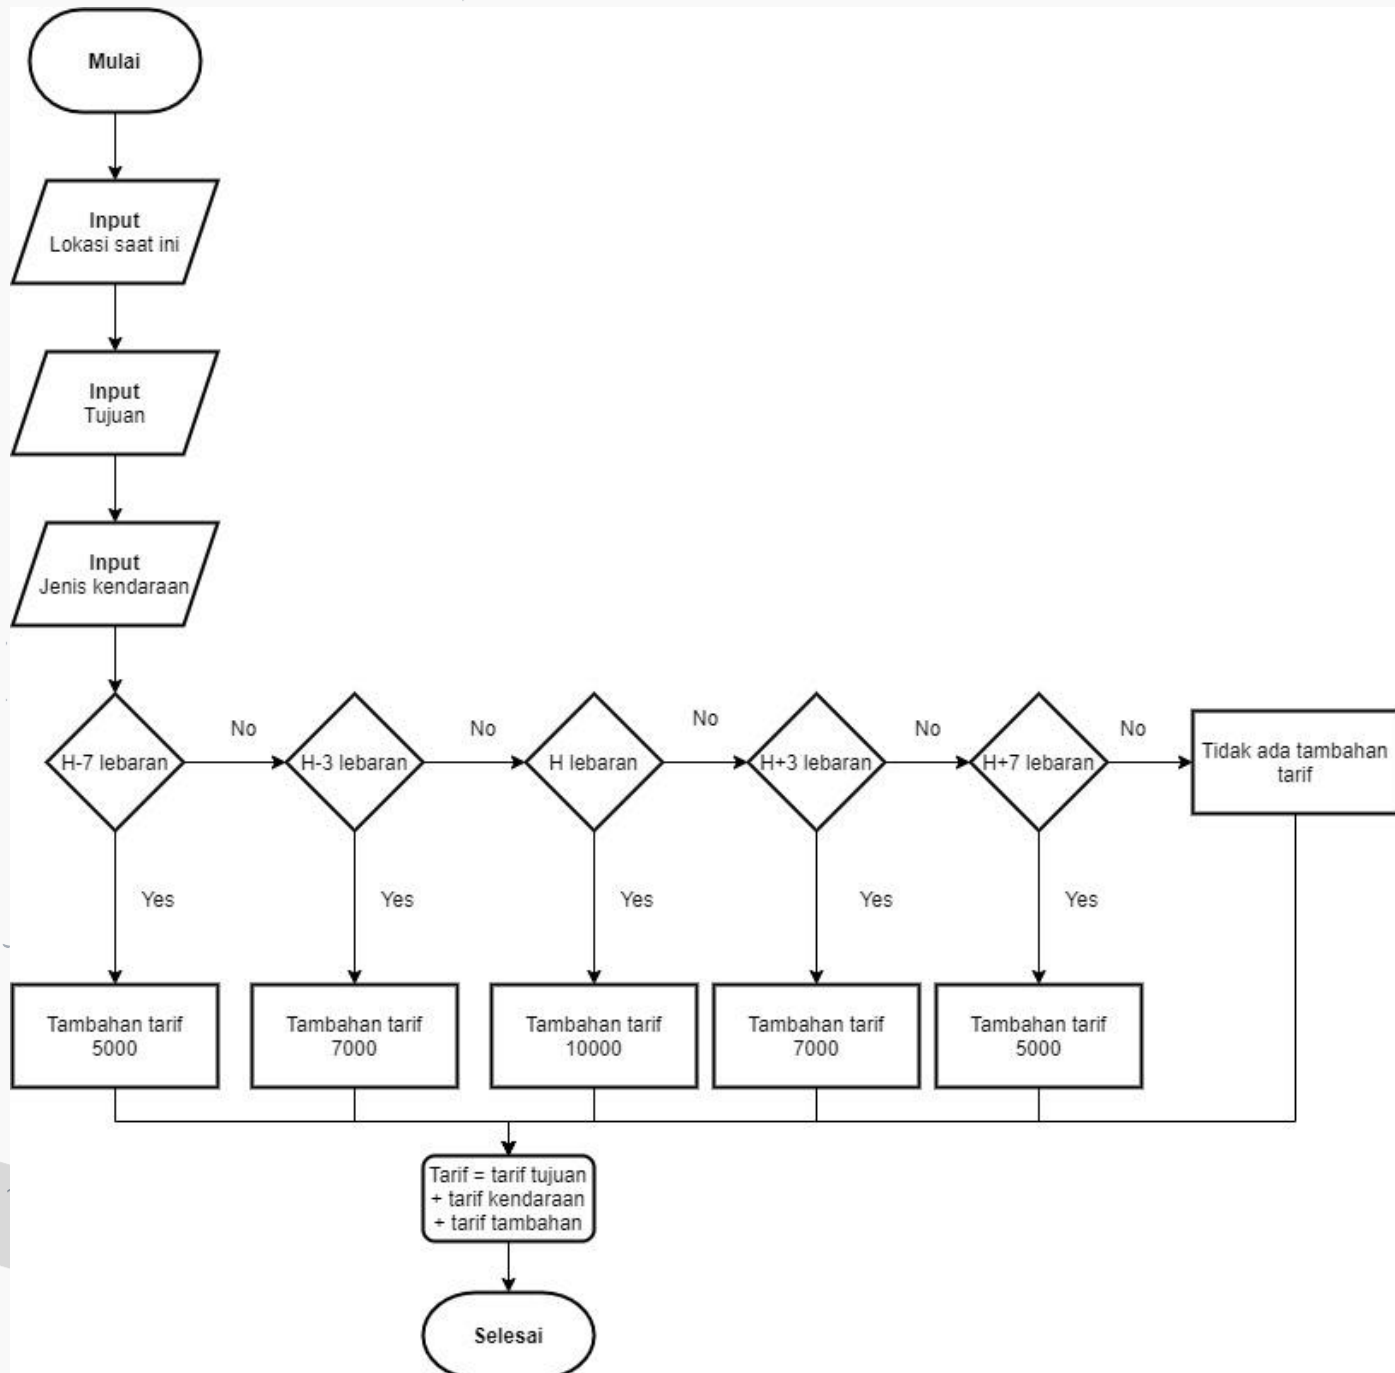 Mulai
Input
Lokasi saat ini
Input
Tujuan
Input
Jenis kendaraan
H-7 lebaran
No
H-3 lebaran
No
H lebaran
No
H+3 lebaran
No
H+7 lebaran
No
Tidak ada tambahan
tarif
Yes
Yes
Yes
Yes
Yes
Tambahan tarif
5000
Tambahan tarif
7000
Tambahan tarif
10000
Tambahan tarif
7000
Tambahan tarif
5000
Tarif = tarif tujuan
+ tarif kendaraan
+ tarif tambahan
Selesai